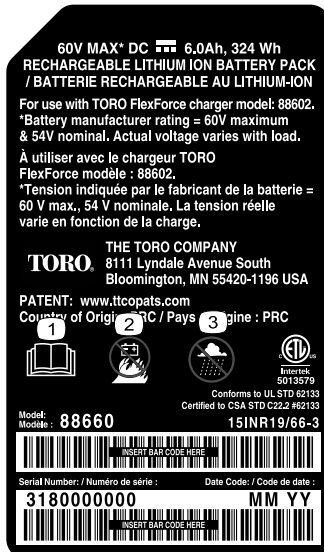 60V MAX* DC 6.0Ah, 324 Wh
RECHARGEABLE LITHIUM ION BATTERY PACK
/ BATTERIE RECHARGEABLE AU LITHIUM-ION
For use with TORO FlexForce charger model: 88602.
*Battery manufacturer rating = 60V maximum
& 54V nominal. Actual voltage varies with load.
À utiliser avec le chargeur TORO
FlexForce modèle : 88602.
*Tension indiquée par le fabricant de la batterie =
60 V max., 54 V nominale. La tension réelle
varie en fonction de la charge.
TORO.
THE TORO COMPANY
8111 Lyndale Avenue South
Bloomington, MN 55420-1196 USA
PATENT: www.ttcopats.com
Country of PRC / Pays : PRC
1 2 3
C ETL US
Intertek
5013579
Conforms to UL STD 62133
Certified to CSA STD C22.2 #62133
Model:
Modèle : 88660 15INR19/66-3
INSERT BAR CODE HERE
Serial Number: / Numéro de série : Date Code: / Code de date :
3180000000 MM YY
INSERT BAR CODE HERE